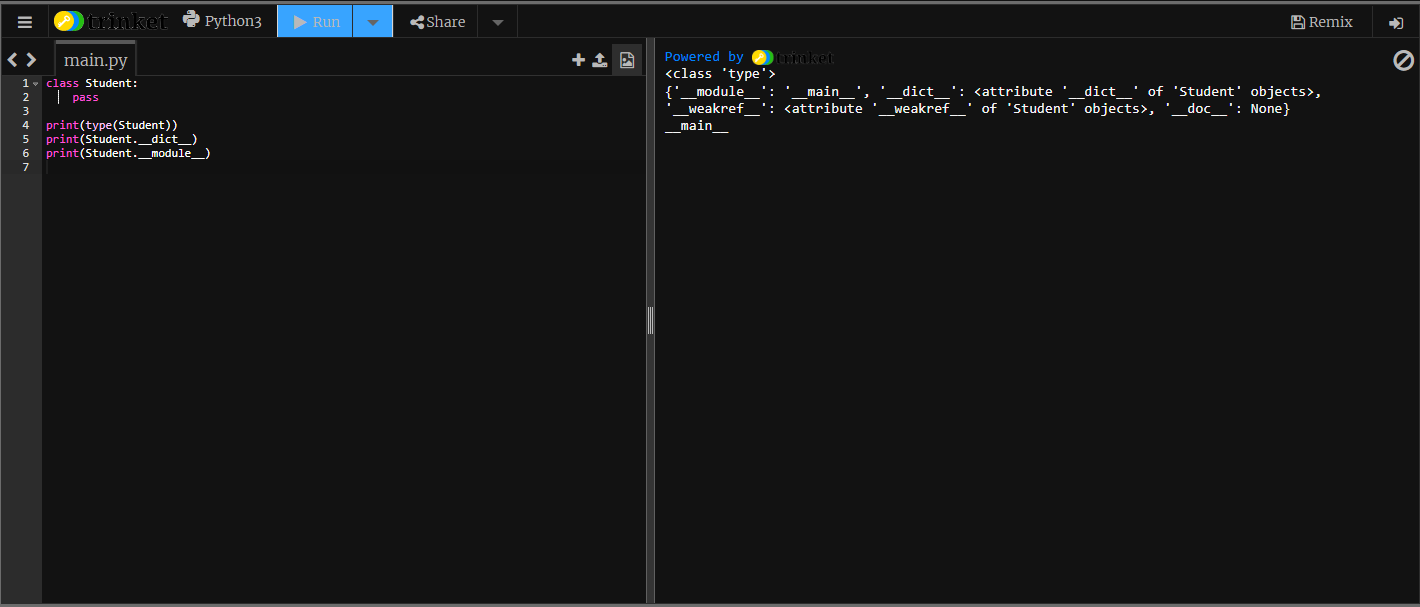 trinket Python3 Run Share Remix
main.py
1 class Student:
2 pass
3
4 print(type(Student))
5 print(Student.__dict__)
6 print(Student.__module__)
7
Powered by trinket
<class 'type'>
{'__module__': '__main__', '__dict__': <attribute '__dict__' of 'Student' objects>,
'__weakref__': <attribute '__weakref__' of 'Student' objects>, '__doc__': None}
__main__